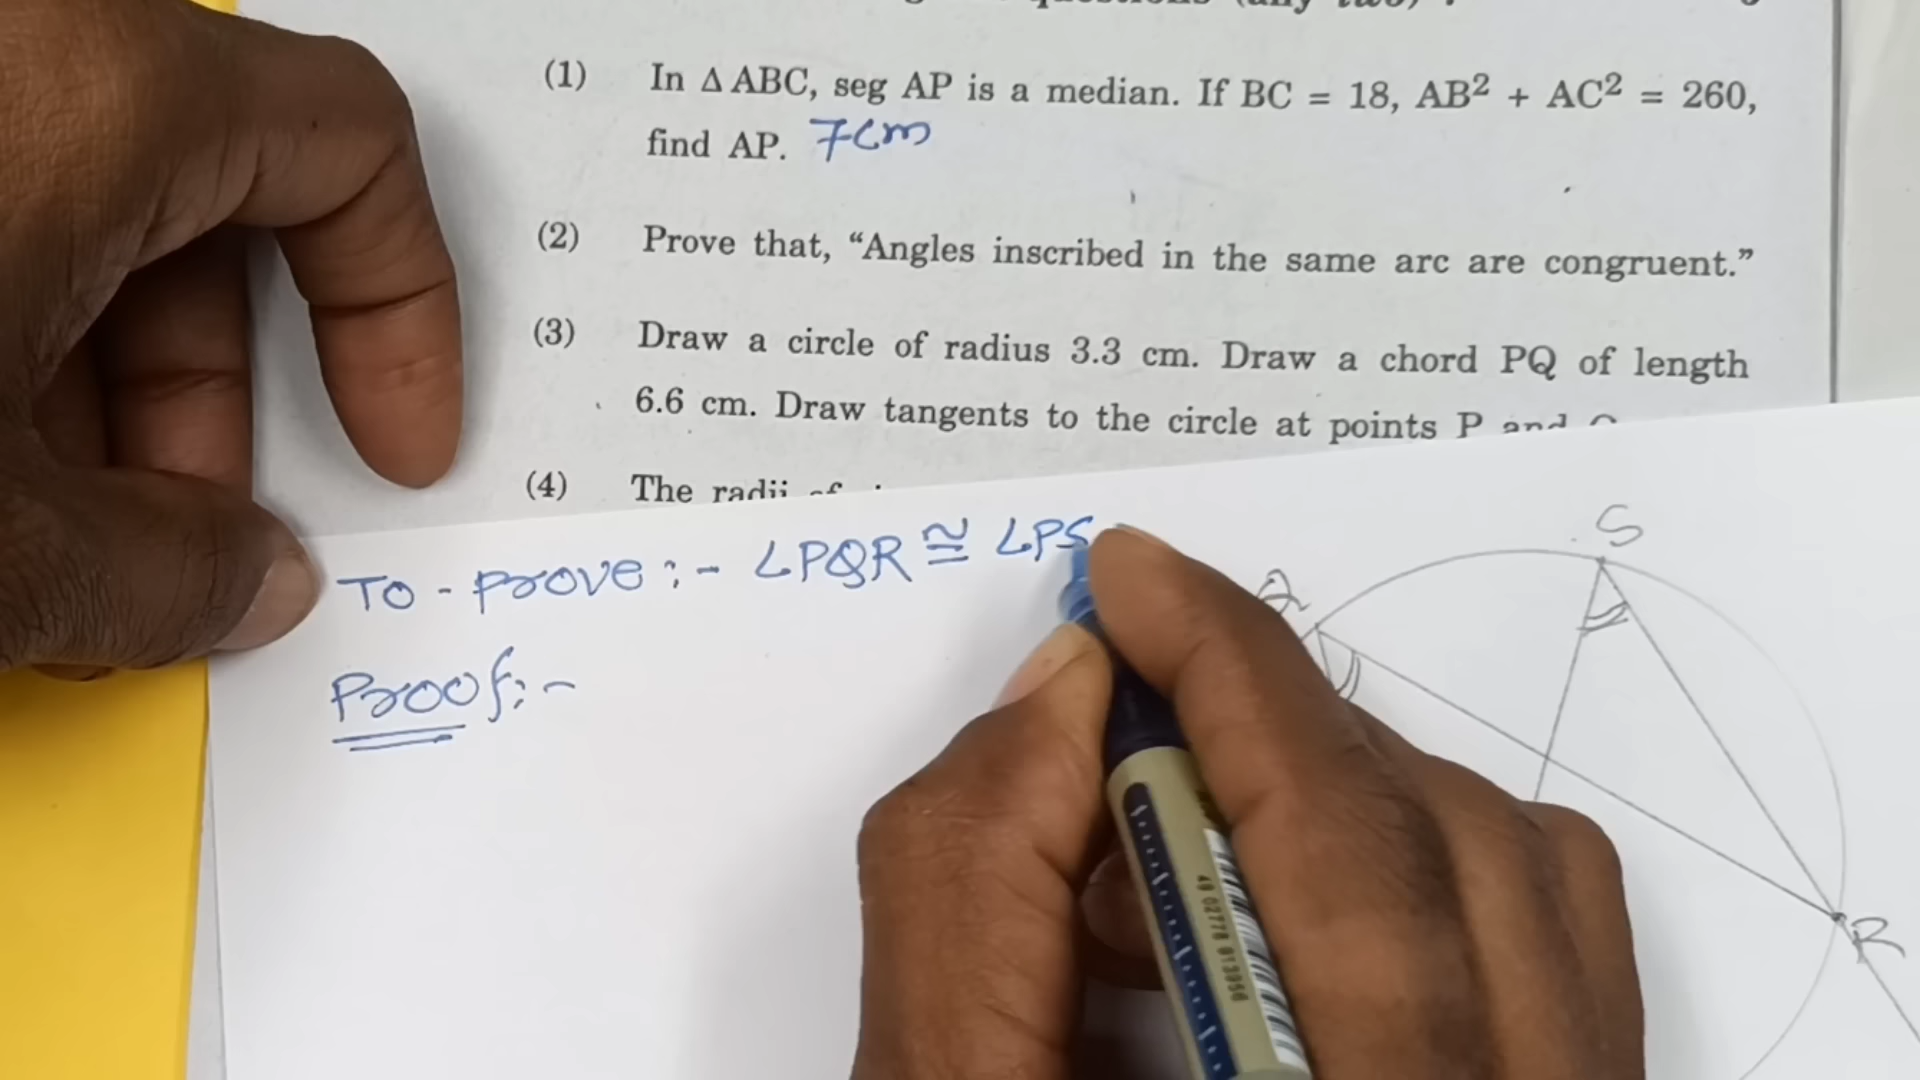 (1) In Δ ABC, seg AP is a median. If BC = 18, AB² + AC² = 260,
find AP. 7cm
(2) Prove that, “Angles inscribed in the same arc are congruent.”
(3) Draw a circle of radius 3.3 cm. Draw a chord PQ of length
6.6 cm. Draw tangents to the circle at points P and
(4) The radii of
To - prove :- ∠PQR ≅ ∠PS
Proof :-
S
Q
R